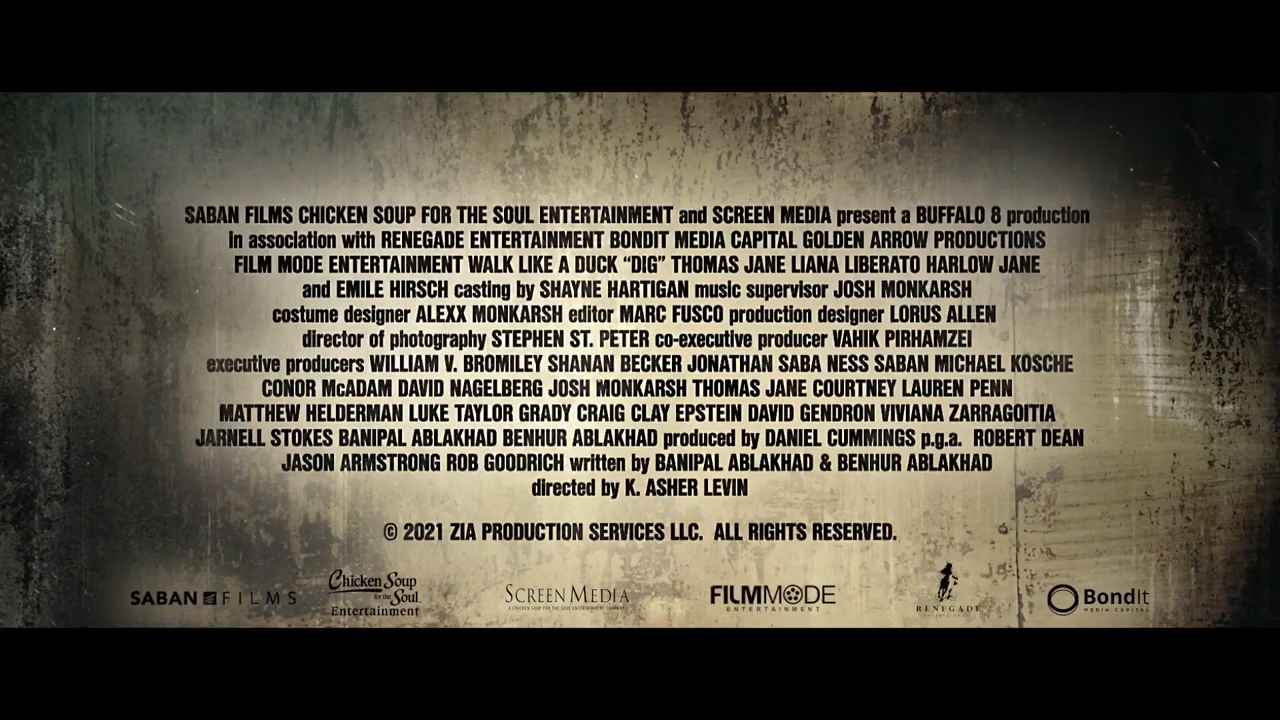 SABAN FILMS CHICKEN SOUP FOR THE SOUL ENTERTAINMENT and SCREEN MEDIA present a BUFFALO 8 production
in association with RENEGADE ENTERTAINMENT BONDIT MEDIA CAPITAL GOLDEN ARROW PRODUCTIONS
FILM MODE ENTERTAINMENT WALK LIKE A DUCK “DIG” THOMAS JANE LIANA LIBERATO HARLOW JANE
and EMILE HIRSCH casting by SHAYNE HARTIGAN music supervisor JOSH MONKARSH
costume designer ALEXX MONKARSH editor MARC FUSCO production designer LORUS ALLEN
director of photography STEPHEN ST. PETER co-executive producer VAHIK PIRHAMZEI
executive producers WILLIAM V. BROMILEY SHANAN BECKER JONATHAN SABA NESS SABAN MICHAEL KOSCHE
CONOR McADAM DAVID NAGELBERG JOSH MONKARSH THOMAS JANE COURTNEY LAUREN PENN
MATTHEW HELDERMAN LUKE TAYLOR GRADY CRAIG CLAY EPSTEIN DAVID GENDRON VIVIANA ZARRAGOITIA
JARNELL STOKES BANIPAL ABLAKHAD BENHUR ABLAKHAD produced by DANIEL CUMMINGS p.g.a. ROBERT DEAN
JASON ARMSTRONG ROB GOODRICH written by BANIPAL ABLAKHAD & BENHUR ABLAKHAD
directed by K. ASHER LEVIN
© 2021 ZIA PRODUCTION SERVICES LLC. ALL RIGHTS RESERVED.
SABAN FILMS
Chicken Soup
for the Soul
Entertainment
SCREEN MEDIA
A CHICKEN SOUP FOR THE SOUL ENTERTAINMENT COMPANY
FILMMODE
ENTERTAINMENT
RENEGADE
BondIt
MEDIA CAPITAL